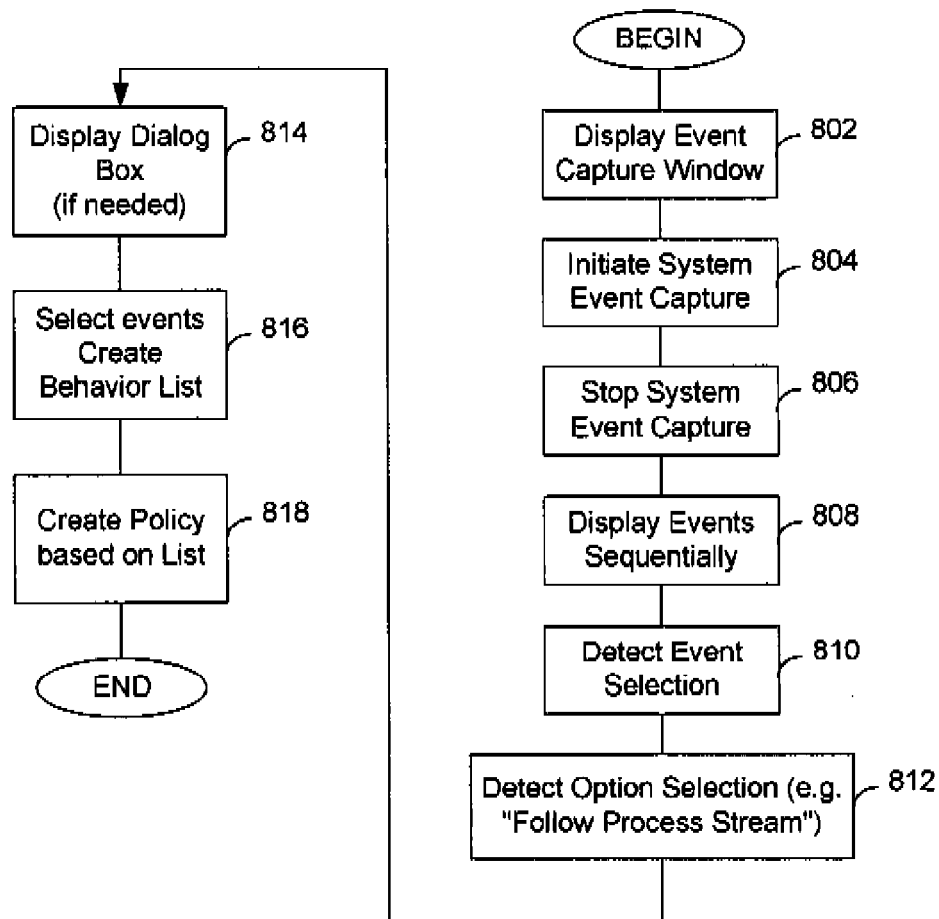 BEGIN
Display Event
Capture Window
802
Initiate System
Event Capture
804
Stop System
Event Capture
806
Display Events
Sequentially
808
Detect Event
Selection
810
Detect Option Selection (e.g.
"Follow Process Stream")
812
Display Dialog
Box
(if needed)
814
Select events
Create
Behavior List
816
Create Policy
based on List
818
END